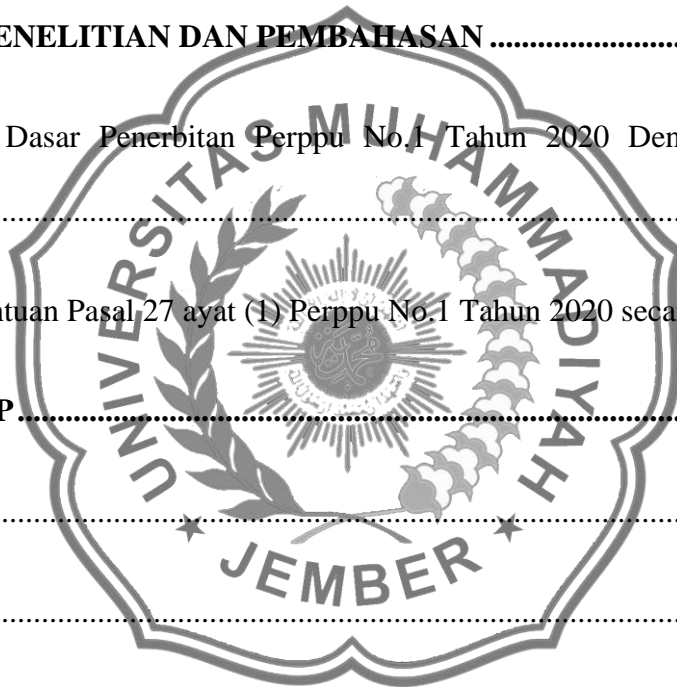 ENELITIAN DAN PEMBAHASAN ..............................
Dasar Penerbitan Perppu No.1 Tahun 2020 Den
................................................................................
ntuan Pasal 27 ayat (1) Perppu No.1 Tahun 2020 seca
P................................................................................
................................................................................
................................................................................
UNIVERSITAS MUHAMMADIYAH
JEMBER